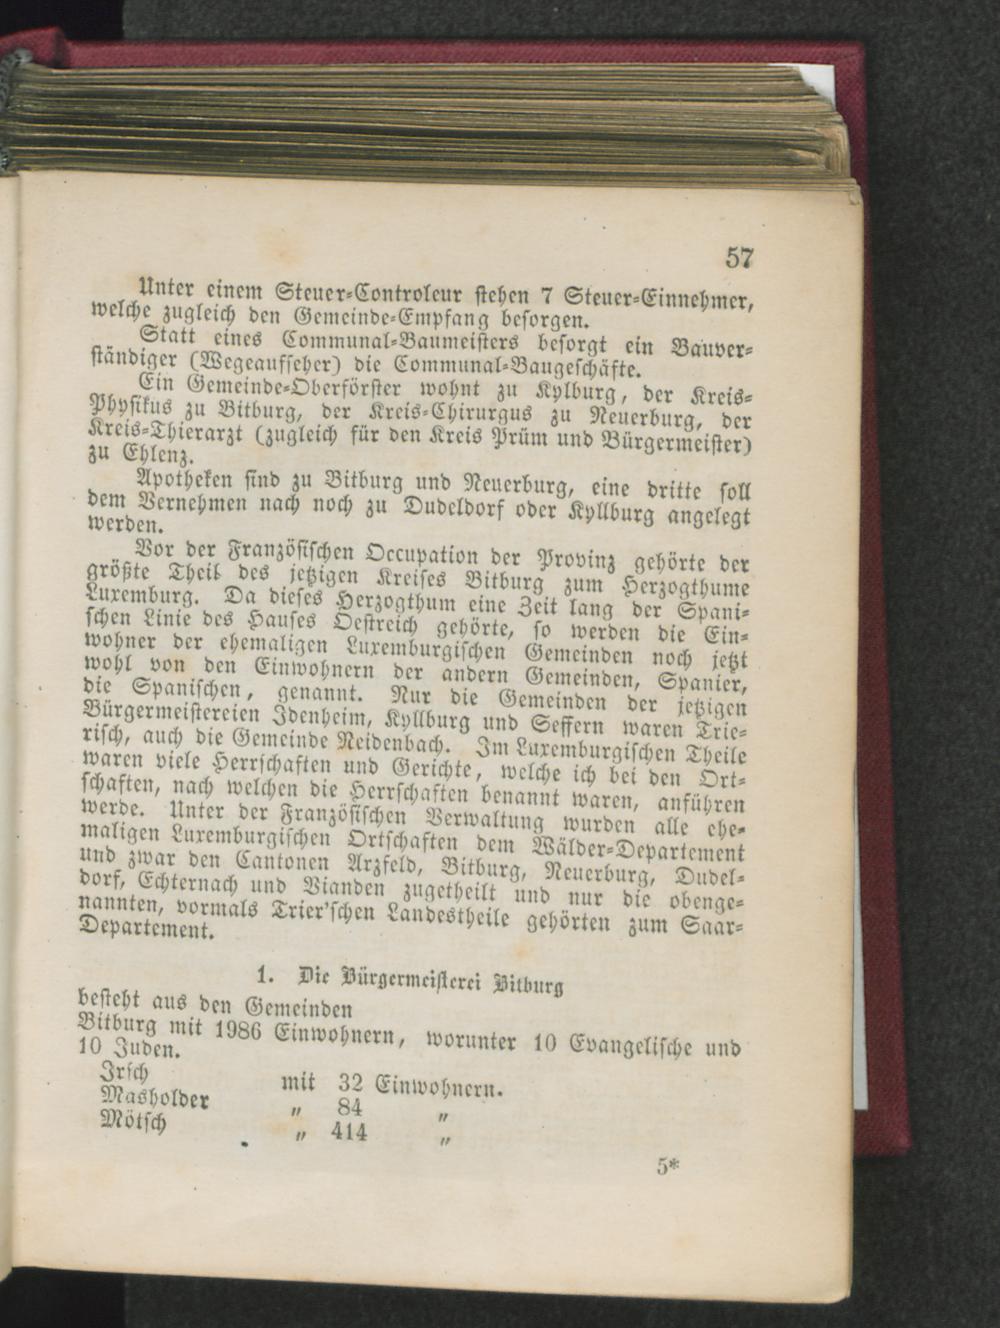 57
Unter einem Steuer-Controleur stehen 7 Steuer-Einnehmer,
welche zugleich den Gemeinde-Empfang besorgen.
Statt eines Communal-Baumeisters besorgt ein Bauver-
ständiger (Wegeaufseher) die Communal-Baugeschäfte.
Ein Gemeinde-Oberförster wohnt zu Kylburg, der Kreis-
Physikus zu Bitburg, der Kreis-Chirurgus zu Neuerburg, der
Kreis-Thierarzt (zugleich für den Kreis Prüm und Bürgermeister)
zu Ehlenz.
Apotheken sind zu Bitburg und Neuerburg, eine dritte soll
dem Vernehmen nach noch zu Dudeldorf oder Kyllburg angelegt
werden.
Vor der Französischen Occupation der Provinz gehörte der
größte Theil des jetzigen Kreises Bitburg zum Herzogthume
Luxemburg. Da dieses Herzogthum eine Zeit lang der Spani-
schen Linie des Hauses Oestreich gehörte, so werden die Ein-
wohner der ehemaligen Luxemburgischen Gemeinden noch jetzt
wohl von den Einwohnern der andern Gemeinden, Spanier,
die Spanischen, genannt. Nur die Gemeinden der jetzigen
Bürgermeistereien Idenheim, Kyllburg und Seffern waren Trie-
risch, auch die Gemeinde Neidenbach. Im Luxemburgischen Theile
waren viele Herrschaften und Gerichte, welche ich bei den Ort-
schaften, nach welchen die Herrschaften benannt waren, anführen
werde. Unter der Französischen Verwaltung wurden alle ehe-
maligen Luxemburgischen Ortschaften dem Wälder-Departement
und zwar den Cantonen Arzfeld, Bitburg, Neuerburg, Dudel-
dorf, Echternach und Vianden zugetheilt und nur die obenge-
nannten, vormals Trier'schen Landestheile gehörten zum Saar-
Departement.
1. Die Bürgermeisterei Bitburg
besteht aus den Gemeinden
Bitburg mit 1986 Einwohnern, worunter 10 Evangelische und
10 Juden.
Irsch mit 32 Einwohnern.
Masholder " 84 "
Mötsch " 414 "
5*